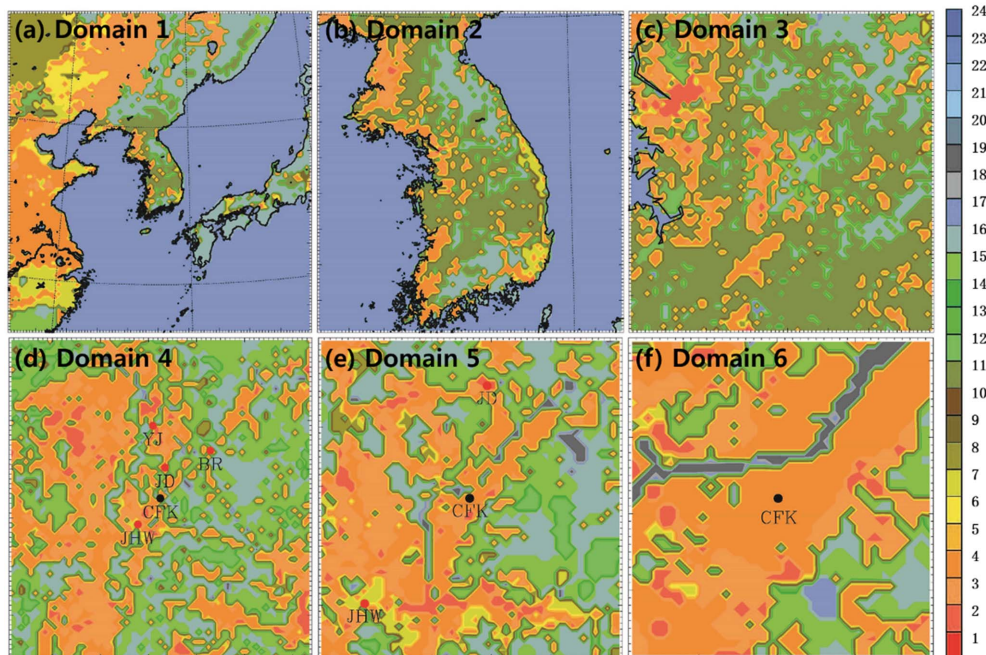 (a) Domain 1
(b) Domain 2
(c) Domain 3
(d) Domain 4
YJ
BR
JD
CFK
JHW
(e) Domain 5
JD
CFK
JHW
(f) Domain 6
CFK
24
23
22
21
20
19
18
17
16
15
14
13
12
11
10
9
8
7
6
5
4
3
2
1